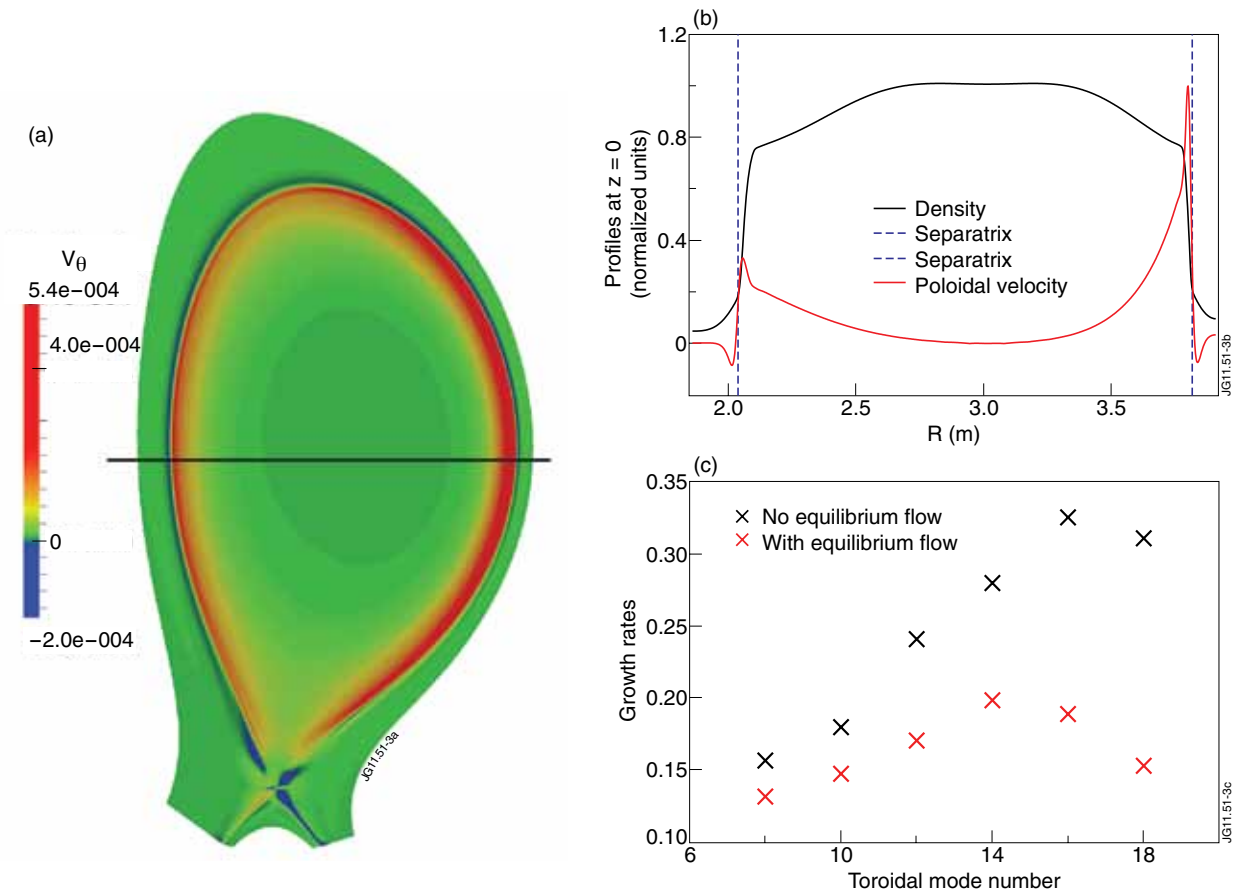 (a)
Vθ
5.4e−004
4.0e−004
0
−2.0e−004
JG11.51-3a
(b)
1.2
0.8
0.4
0
Profiles at z = 0
(normalized units)
Density
Separatrix
Separatrix
Poloidal velocity
2.0
2.5
3.0
3.5
R (m)
JG11.51-3b
(c)
0.35
0.30
0.25
0.20
0.15
0.10
Growth rates
No equilibrium flow
With equilibrium flow
6
10
14
18
Toroidal mode number
JG11.51-3c